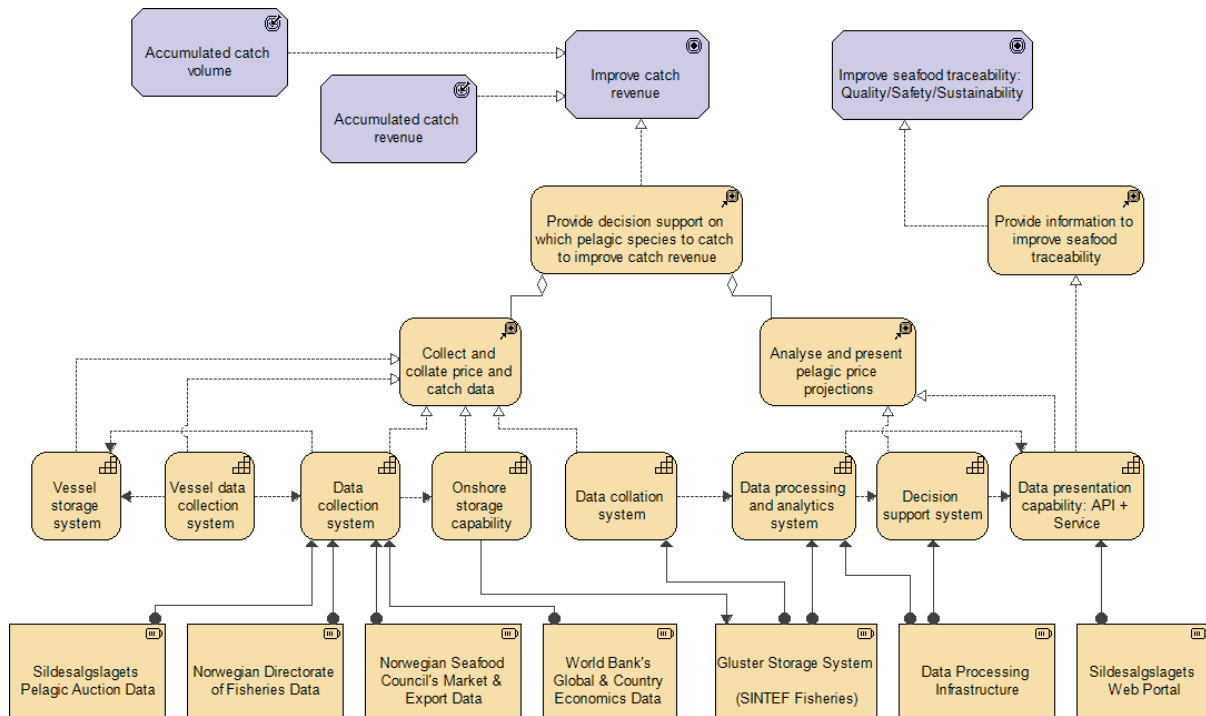 Accumulated catch
volume
Improve catch
revenue
Improve seafood traceability:
Quality/Safety/Sustainability
Accumulated catch
revenue
Provide decision support on
which pelagic species to catch
to improve catch revenue
Provide information to
improve seafood
traceability
Collect and
collate price and
catch data
Analyse and present
pelagic price
projections
Vessel
storage
system
Vessel data
collection system
Data
collection
system
Onshore
storage
capability
Data collation
system
Data processing
and analytics
system
Decision
support system
Data presentation
capability: API +
Service
Sildesalgslagets
Pelagic Auction Data
Norwegian Directorate
of Fisheries Data
Norwegian Seafood
Council's Market &
Export Data
World Bank's
Global & Country
Economics Data
Gluster Storage System
(SINTEF Fisheries)
Data Processing
Infrastructure
Sildesalgslagets
Web Portal